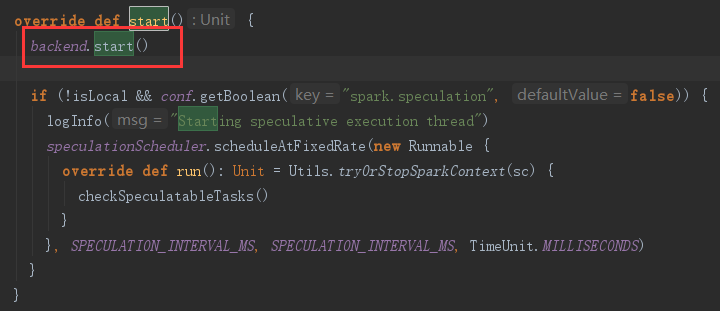 override def start() : Unit {
backend.start()
if (!isLocal && conf.getBoolean( key = "spark.speculation", defaultValue = false)) {
logInfo( msg = "Starting speculative execution thread")
speculationScheduler.scheduleAtFixedRate(new Runnable {
override def run(): Unit = Utils.tryOrStopSparkContext(sc) {
checkSpeculatableTasks()
}
}, SPECULATION_INTERVAL_MS, SPECULATION_INTERVAL_MS, TimeUnit.MILLISECONDS)
}
}